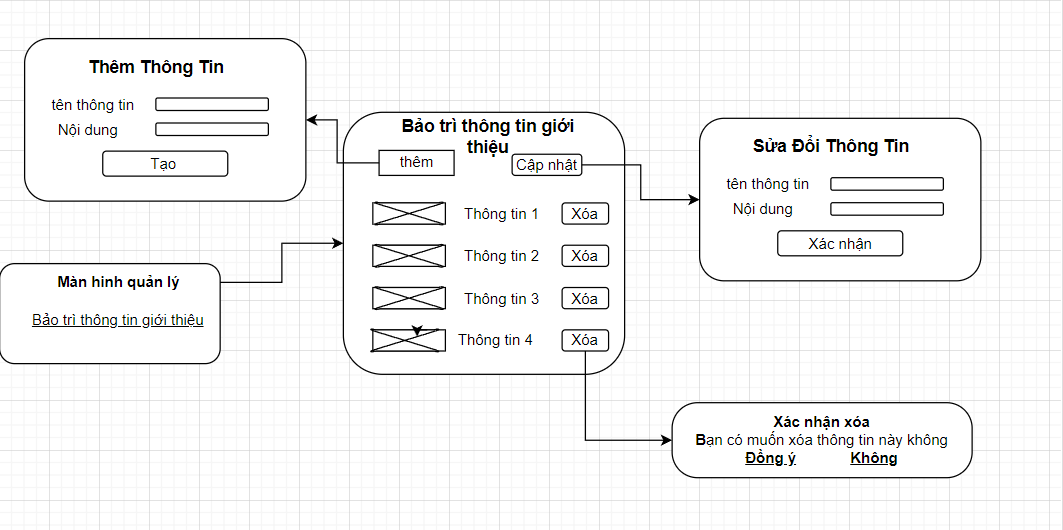 Thêm Thông Tin
tên thông tin
Nội dung
Tạo
Màn hinh quản lý
Bảo trì thông tin giới thiệu
Bảo trì thông tin giới
thiệu
thêm
Cập nhật
Thông tin 1 Xóa
Thông tin 2 Xóa
Thông tin 3 Xóa
Thông tin 4 Xóa
Sửa Đổi Thông Tin
tên thông tin
Nội dung
Xác nhận
Xác nhận xóa
Bạn có muốn xóa thông tin này không
Đồng ý Không